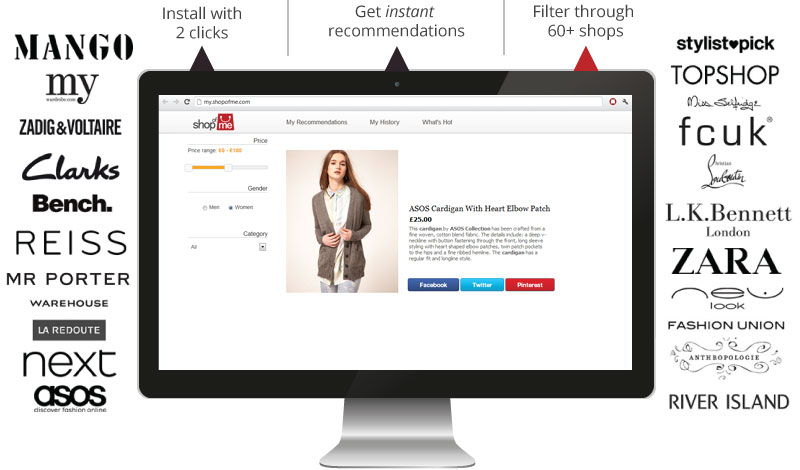 Install with
2 clicks
Get instant
recommendations
Filter through
60+ shops
MANGO
my
wardrobe.com
ZADIG&VOLTAIRE
Clarks
Bench.
REISS
MR PORTER
WAREHOUSE
LA REDOUTE
next
asos
discover fashion online
my.shopofme.com
shop of me
My Recommendations
My History
What's Hot
Price
Price range £5 - £100
Gender
Men
Women
Category
All
ASOS Cardigan With Heart Elbow Patch
£25.00
This cardigan by ASOS Collection has been crafted from a
fine woven, cotton blend fabric. The details include: a deep v-
neckline with button fastening through the front, long sleeve
styling with heart shaped elbow patches, twin patch pockets
to the hips and a fine ribbed hemline. The cardigan has a
regular fit and longline style.
Facebook
Twitter
Pinterest
stylist♥pick
TOPSHOP
Miss Selfridge
fcuk®
Christian
Louboutin
L.K.Bennett
London
ZARA
new
look
FASHION UNION
ANTHROPOLOGIE
RIVER ISLAND